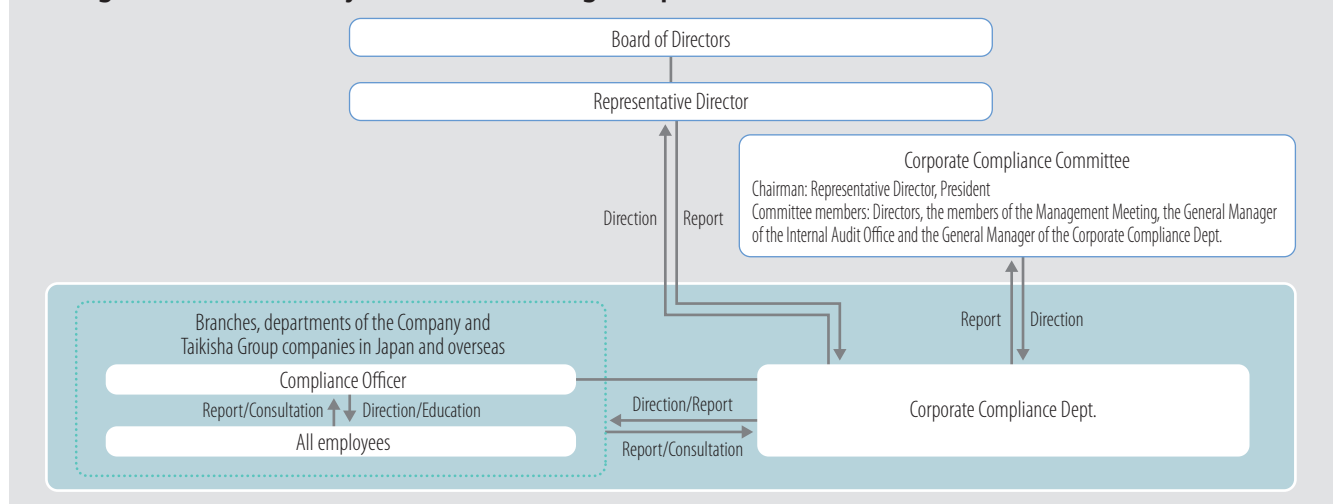 Board of Directors
Representative Director
Corporate Compliance Committee
Chairman: Representative Director, President
Committee members: Directors, the members of the Management Meeting, the General Manager
of the Internal Audit Office and the General Manager of the Corporate Compliance Dept.
Direction
Report
Report
Direction
Branches, departments of the Company and
Taikisha Group companies in Japan and overseas
Compliance Officer
Report/Consultation
Direction/Education
All employees
Direction/Report
Report/Consultation
Corporate Compliance Dept.